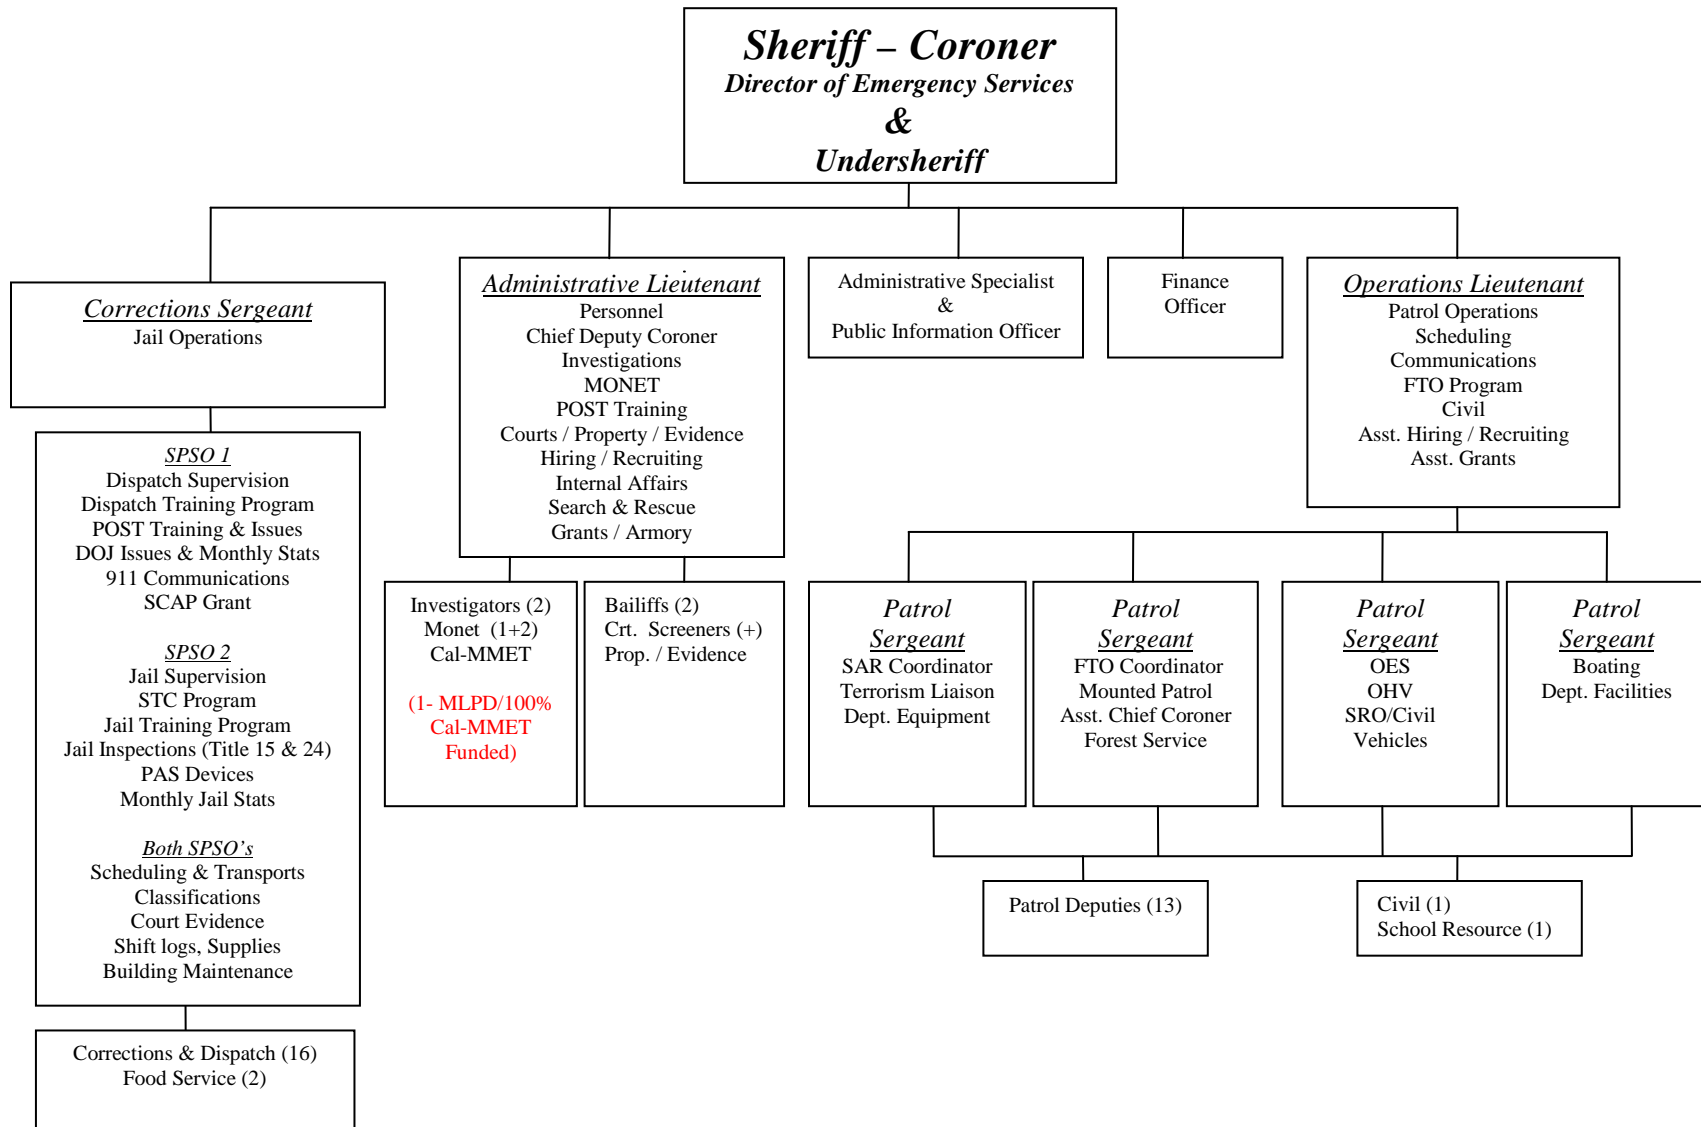 Sheriff – Coroner
Director of Emergency Services
&
Undersheriff
Corrections Sergeant
Jail Operations
Administrative Lieutenant
Personnel
Chief Deputy Coroner
Investigations
MONET
POST Training
Courts / Property / Evidence
Hiring / Recruiting
Internal Affairs
Search & Rescue
Grants / Armory
Administrative Specialist
&
Public Information Officer
Finance
Officer
Operations Lieutenant
Patrol Operations
Scheduling
Communications
FTO Program
Civil
Asst. Hiring / Recruiting
Asst. Grants
SPSO 1
Dispatch Supervision
Dispatch Training Program
POST Training & Issues
DOJ Issues & Monthly Stats
911 Communications
SCAP Grant
SPSO 2
Jail Supervision
STC Program
Jail Training Program
Jail Inspections (Title 15 & 24)
PAS Devices
Monthly Jail Stats
Both SPSO's
Scheduling & Transports
Classifications
Court Evidence
Shift logs, Supplies
Building Maintenance
Corrections & Dispatch (16)
Food Service (2)
Investigators (2)
Monet (1+2)
Cal-MMET
(1- MLPD/100%
Cal-MMET
Funded)
Bailiffs (2)
Crt. Screeners (+)
Prop. / Evidence
Patrol
Sergeant
SAR Coordinator
Terrorism Liaison
Dept. Equipment
Patrol
Sergeant
FTO Coordinator
Mounted Patrol
Asst. Chief Coroner
Forest Service
Patrol
Sergeant
OES
OHV
SRO/Civil
Vehicles
Patrol
Sergeant
Boating
Dept. Facilities
Patrol Deputies (13)
Civil (1)
School Resource (1)